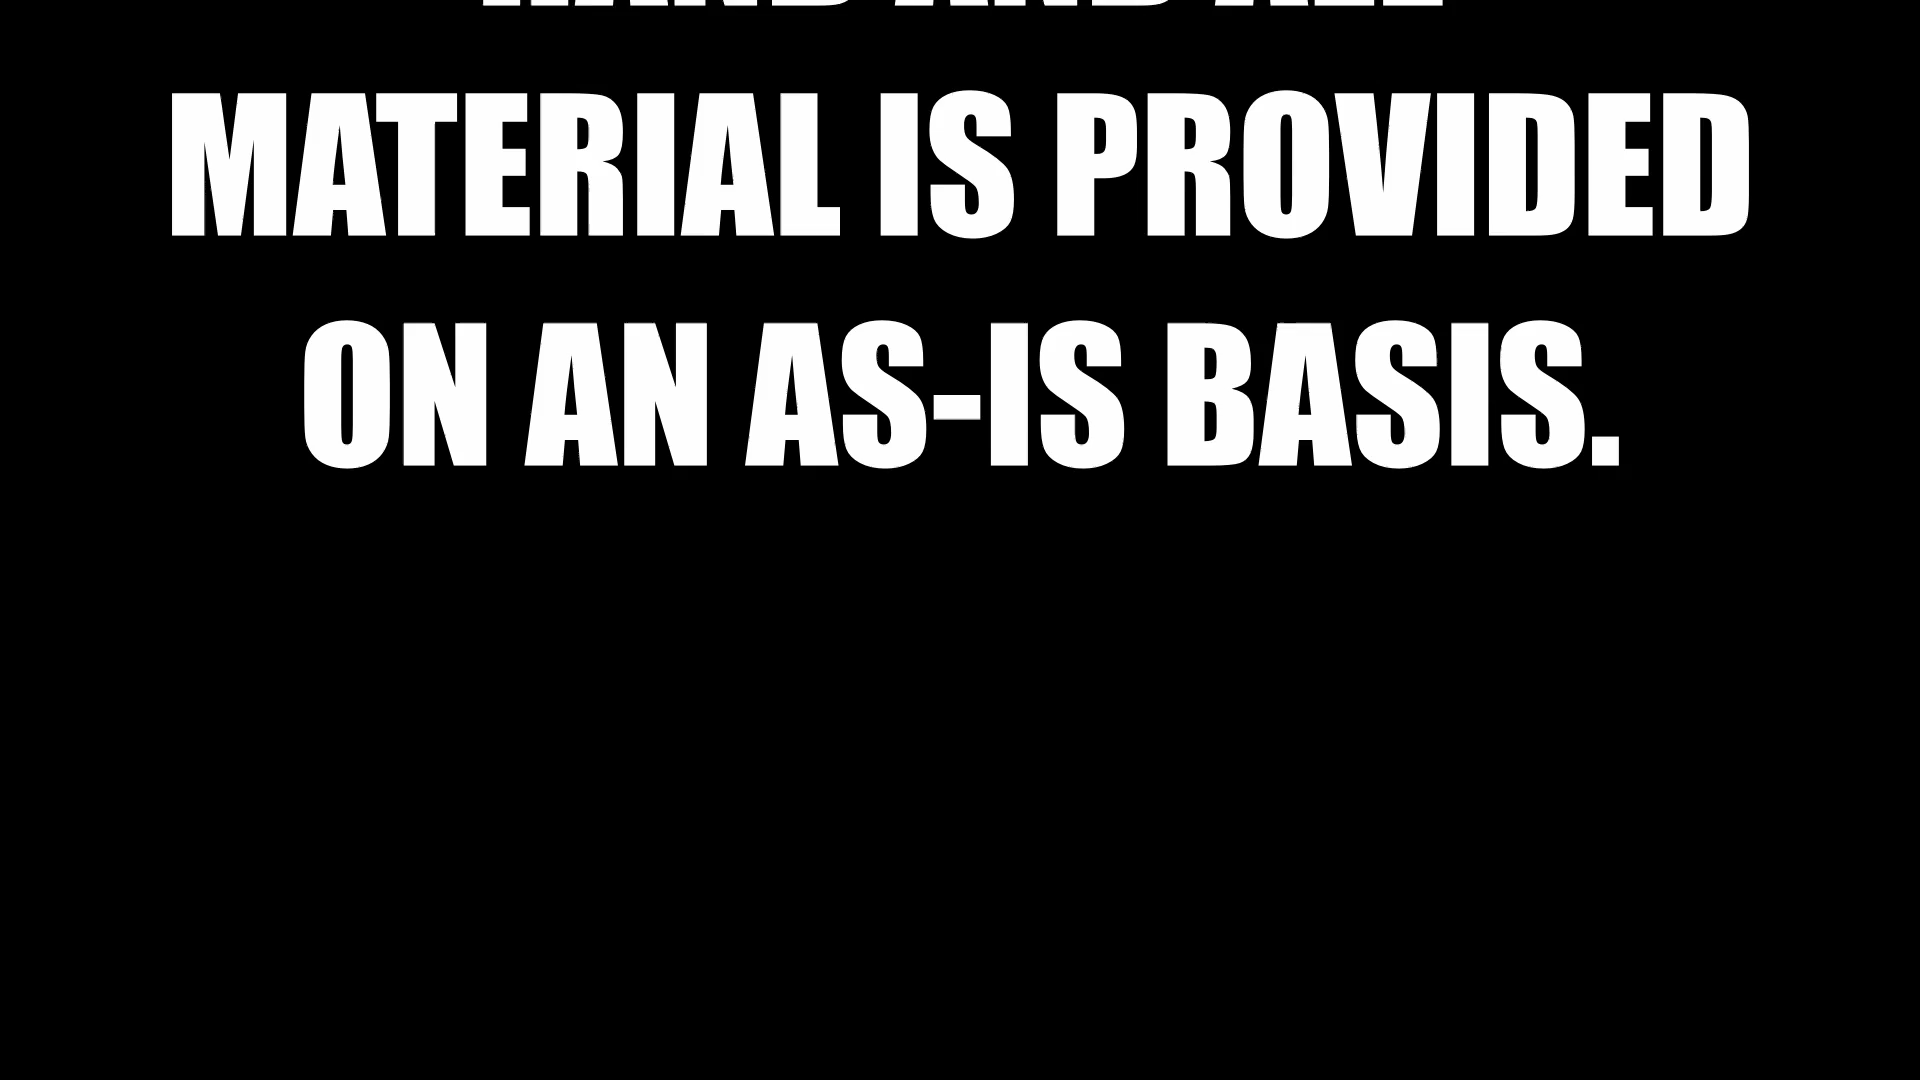 MATERIAL IS PROVIDED
ON AN AS-IS BASIS.